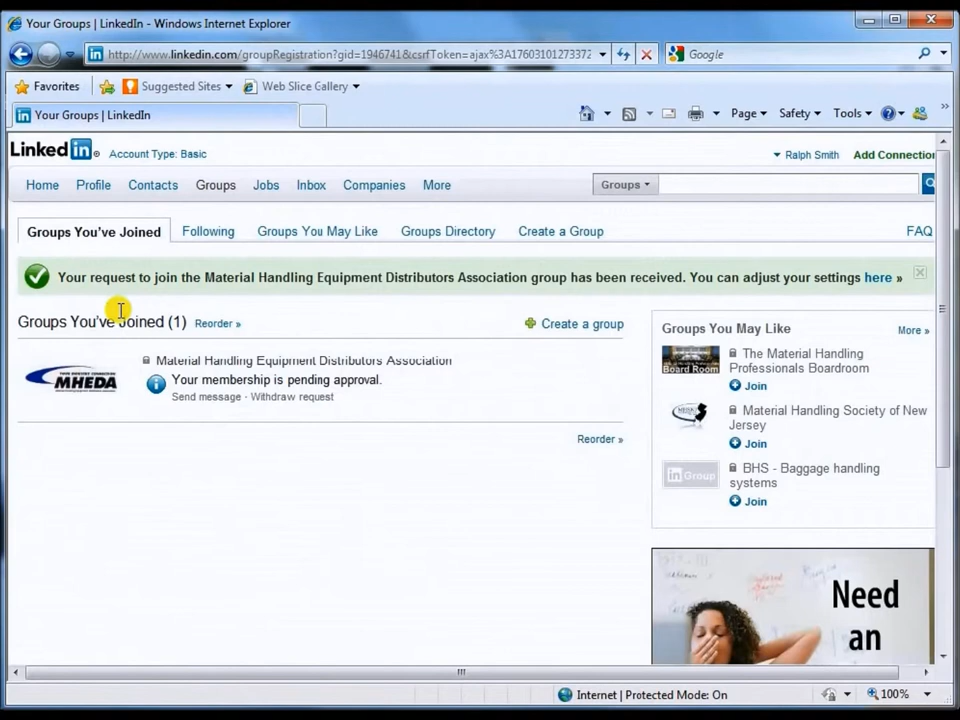 Your Groups | LinkedIn - Windows Internet Explorer
http://www.linkedin.com/groupRegistration?gid=1946741&csrfToken=ajax%3A17603101273372
Google
Favorites Suggested Sites Web Slice Gallery
Your Groups | LinkedIn
Page Safety Tools
Linked in Account Type: Basic
Ralph Smith Add Connection
Home Profile Contacts Groups Jobs Inbox Companies More
Groups
Groups You've Joined Following Groups You May Like Groups Directory Create a Group FAQ
Your request to join the Material Handling Equipment Distributors Association group has been received. You can adjust your settings here »
Groups You've Joined (1) Reorder » Create a group
MHEDA
Material Handling Equipment Distributors Association
Your membership is pending approval.
Send message · Withdraw request
Reorder »
Groups You May Like More »
Board Room
The Material Handling
Professionals Boardroom
Join
Material Handling Society of New
Jersey
Join
in Group
BHS - Baggage handling
systems
Join
Need
an
Internet | Protected Mode: On
100%